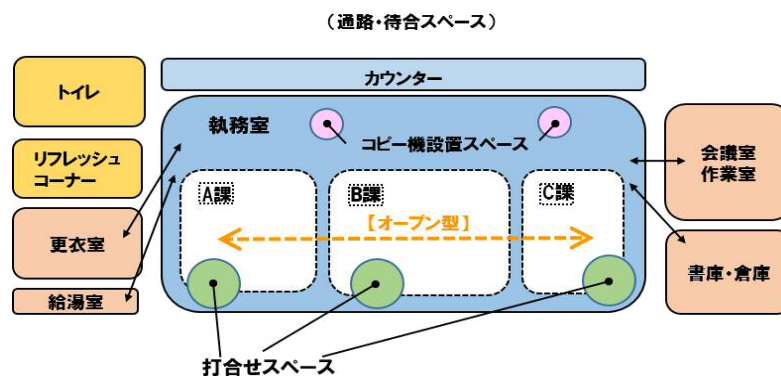 （通路・待合スペース）
カウンター
トイレ
リフレッシュ
コーナー
更衣室
給湯室
執務室
コピー機設置スペース
A課
B課
C課
【オープン型】
会議室
作業室
書庫・倉庫
打合せスペース